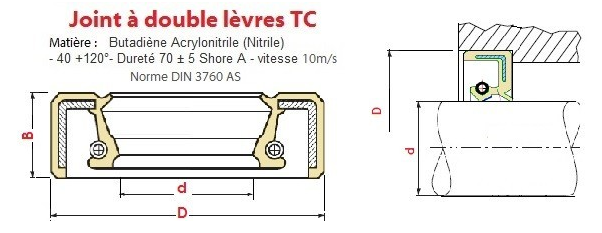 Joint à double lèvres TC
Matière : Butadiène Acrylonitrile (Nitrile)
- 40 +120°- Dureté 70 ± 5 Shore A - vitesse 10m/s
Norme DIN 3760 AS
B
d
D
D
d